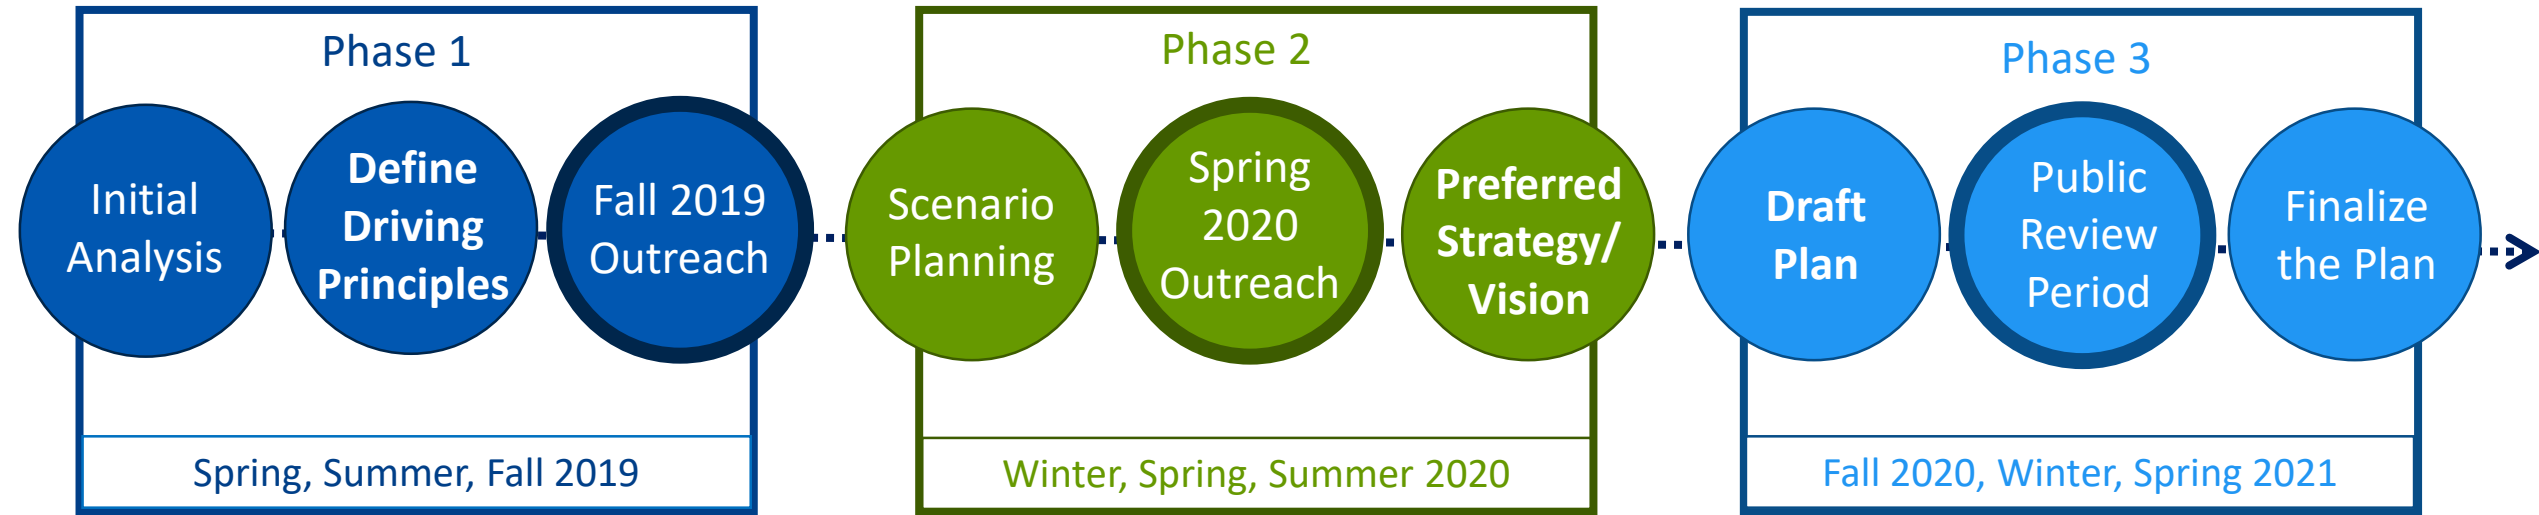 Phase 1
Initial
Analysis
Define
Driving
Principles
Fall 2019
Outreach
Spring, Summer, Fall 2019
Phase 2
Scenario
Planning
Spring
2020
Outreach
Preferred
Strategy/
Vision
Winter, Spring, Summer 2020
Phase 3
Draft
Plan
Public
Review
Period
Finalize
the Plan
Fall 2020, Winter, Spring 2021